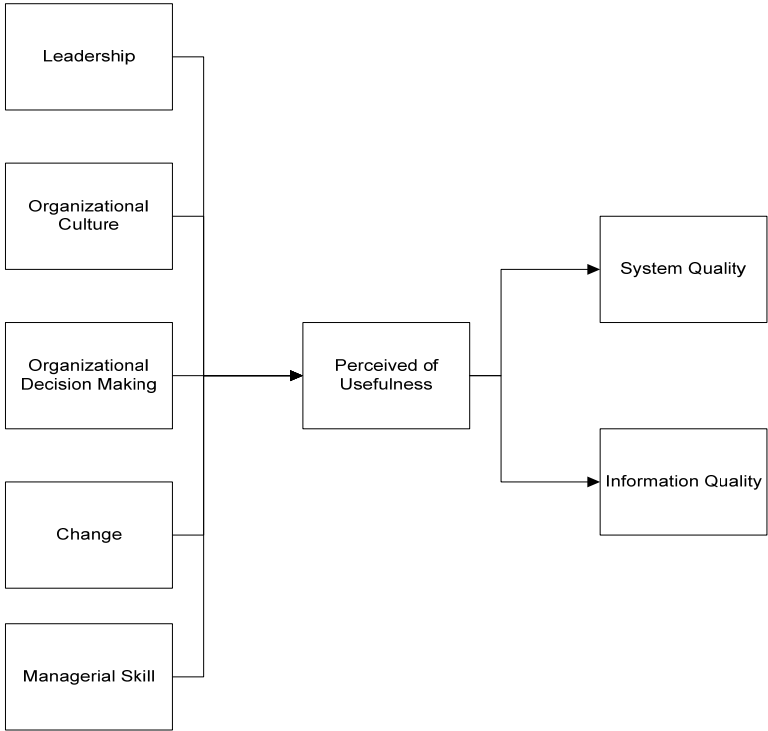 Leadership
Organizational
Culture
Organizational
Decision Making
Change
Managerial Skill
Perceived of
Usefulness
System Quality
Information Quality